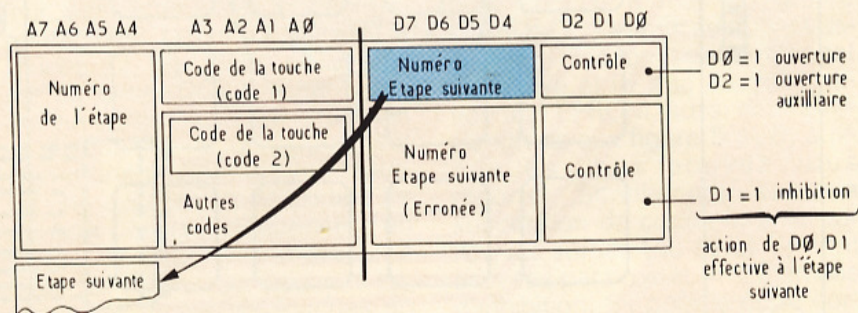 A7 A6 A5 A4
A3 A2 A1 AØ
D7 D6 D5 D4
D2 D1 DØ
Numéro
de l'étape
Code de la touche
(code 1)
Code de la touche
(code 2)
Autres
codes
Numéro
Etape suivante
Contrôle
Numéro
Etape suivante
(Erronée)
Contrôle
DØ=1 ouverture
D2=1 ouverture
auxilliaire
D1=1 inhibition
action de DØ, D1
effective à l'étape
suivante
Etape suivante